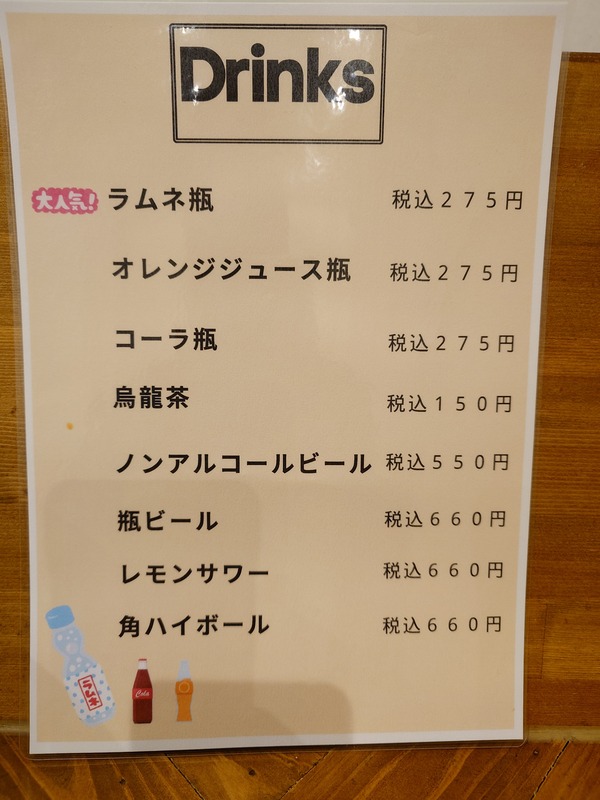 Drinks
大人気! ラムネ瓶 税込275円
オレンジジュース瓶 税込275円
コーラ瓶 税込275円
烏龍茶 税込150円
ノンアルコールビール 税込550円
瓶ビール 税込660円
レモンサワー 税込660円
角ハイボール 税込660円
ラムネ
Cola